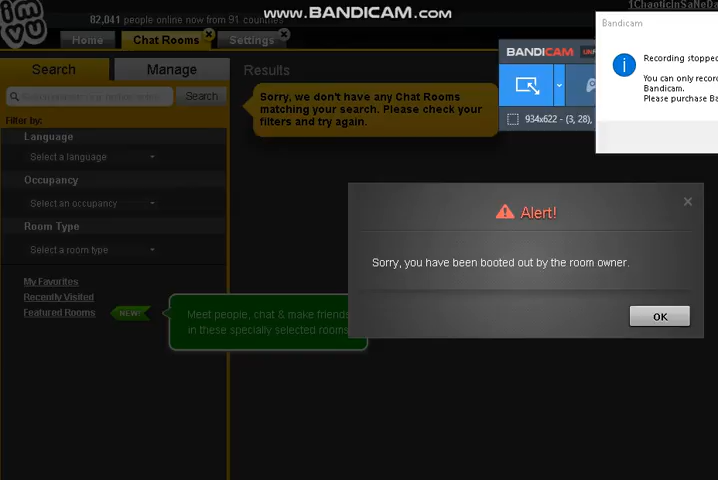 www.BANDICAM.com
imvu
82,041 people online now from 91 countries
1ChaoticInSaNeDa
Home
Chat Rooms
Settings
Bandicam
Search
Manage
Results
BANDICAM
Recording stopped
You can only reco
Bandicam.
Please purchase Ba
Search
Sorry, we don't have any Chat Rooms
matching your search. Please check your
filters and try again.
934x622 - (3, 28),
Filter by:
Language
Select a language
Occupancy
Select an occupancy
Room Type
Select a room type
Alert!
Sorry, you have been booted out by the room owner.
OK
My Favorites
Recently Visited
Featured Rooms
NEW!
Meet people, chat & make friends
in these specially selected rooms